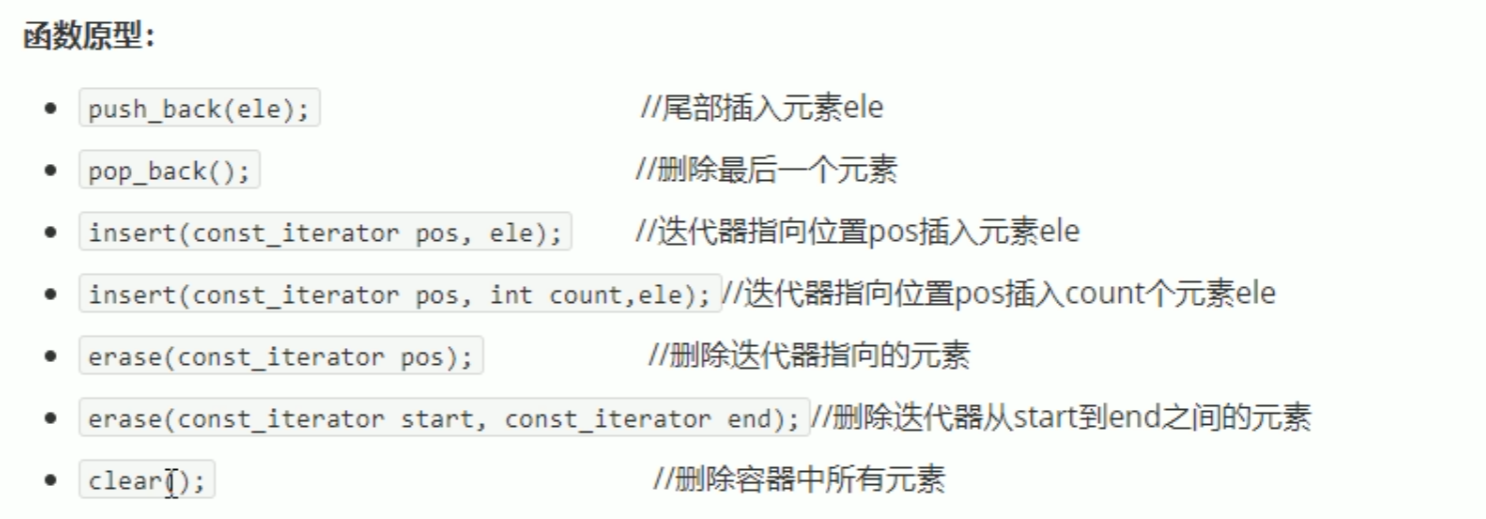 函数原型：
push_back(ele); //尾部插入元素ele
pop_back(); //删除最后一个元素
insert(const_iterator pos, ele); //迭代器指向位置pos插入元素ele
insert(const_iterator pos, int count,ele); //迭代器指向位置pos插入count个元素ele
erase(const_iterator pos); //删除迭代器指向的元素
erase(const_iterator start, const_iterator end); //删除迭代器从start到end之间的元素
clear(); //删除容器中所有元素